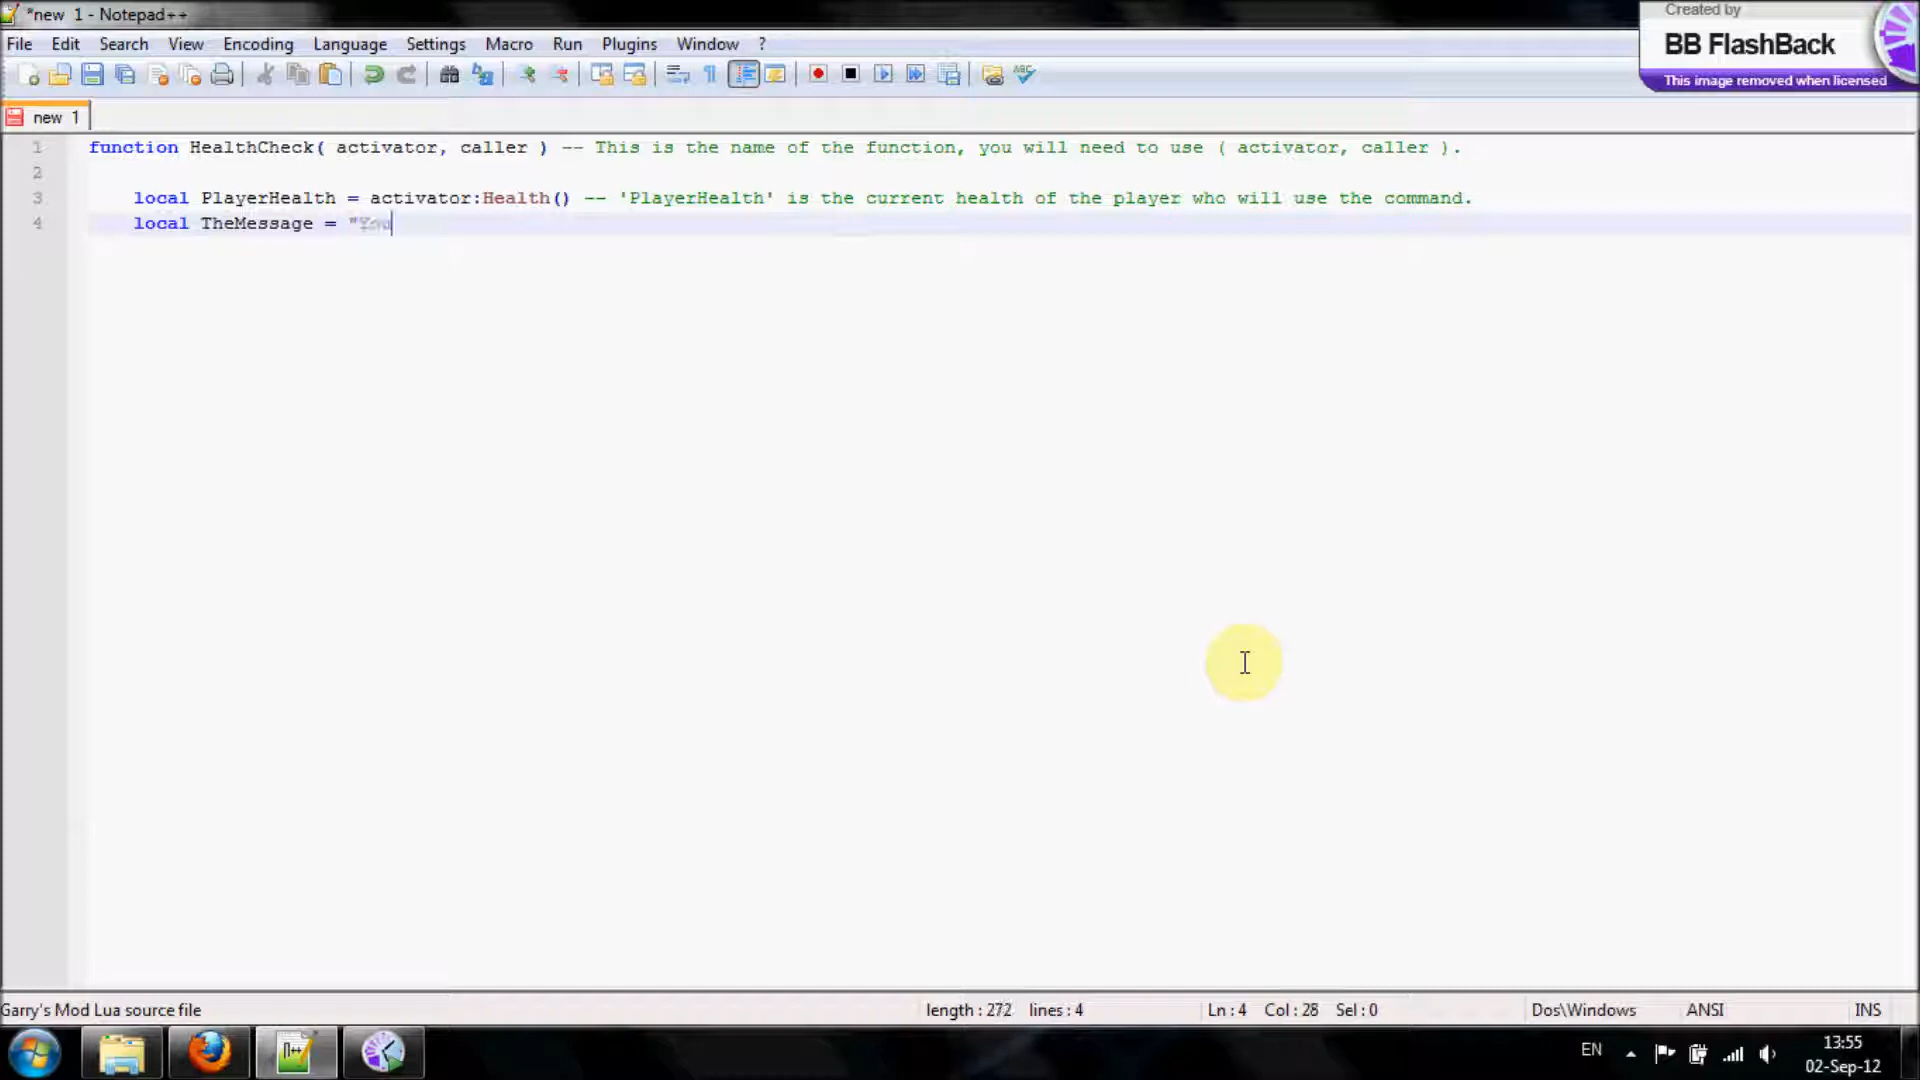 *new 1 - Notepad++
Created by
BB FlashBack
This image removed when licensed
File Edit Search View Encoding Language Settings Macro Run Plugins Window ?
new 1
1 function HealthCheck( activator, caller ) -- This is the name of the function, you will need to use ( activator, caller ).
2
3 local PlayerHealth = activator:Health() -- 'PlayerHealth' is the current health of the player who will use the command.
4 local TheMessage = "You
Garry's Mod Lua source file length : 272 lines : 4 Ln : 4 Col : 28 Sel : 0 Dos\Windows ANSI INS
EN 13:55
02-Sep-12